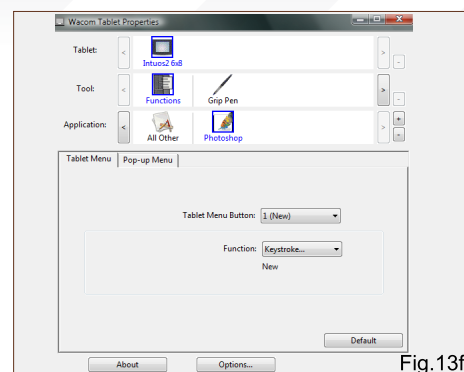 Wacom Tablet Properties
Tablet:
Intuos2 6x8
Tool:
Functions
Grip Pen
Application:
All Other
Photoshop
Tablet Menu
Pop-up Menu
Tablet Menu Button: 1 (New)
Function: Keystroke...
New
Default
About
Options...
Fig.13f